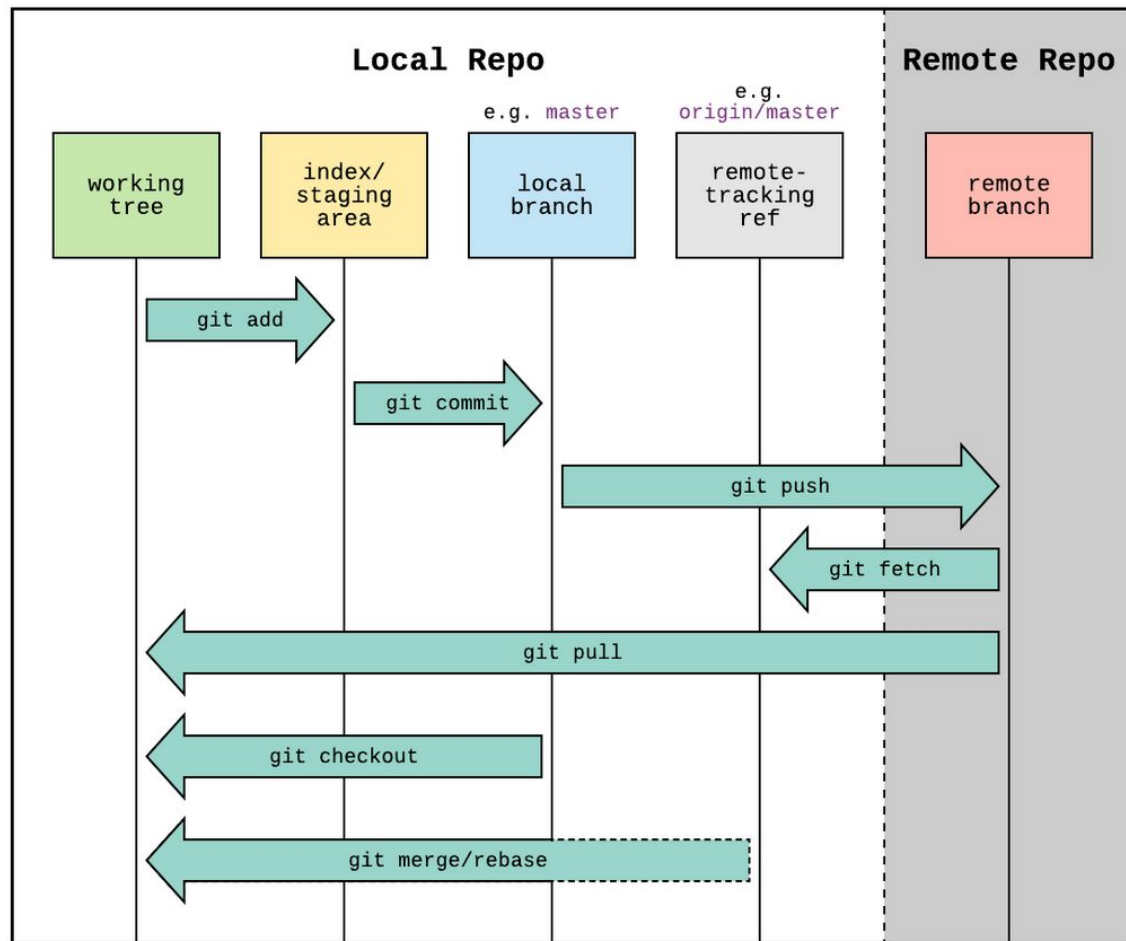 Local Repo
Remote Repo
e.g. master
e.g.
origin/master
working
tree
index/
staging
area
local
branch
remote-
tracking
ref
remote
branch
git add
git commit
git push
git fetch
git pull
git checkout
git merge/rebase